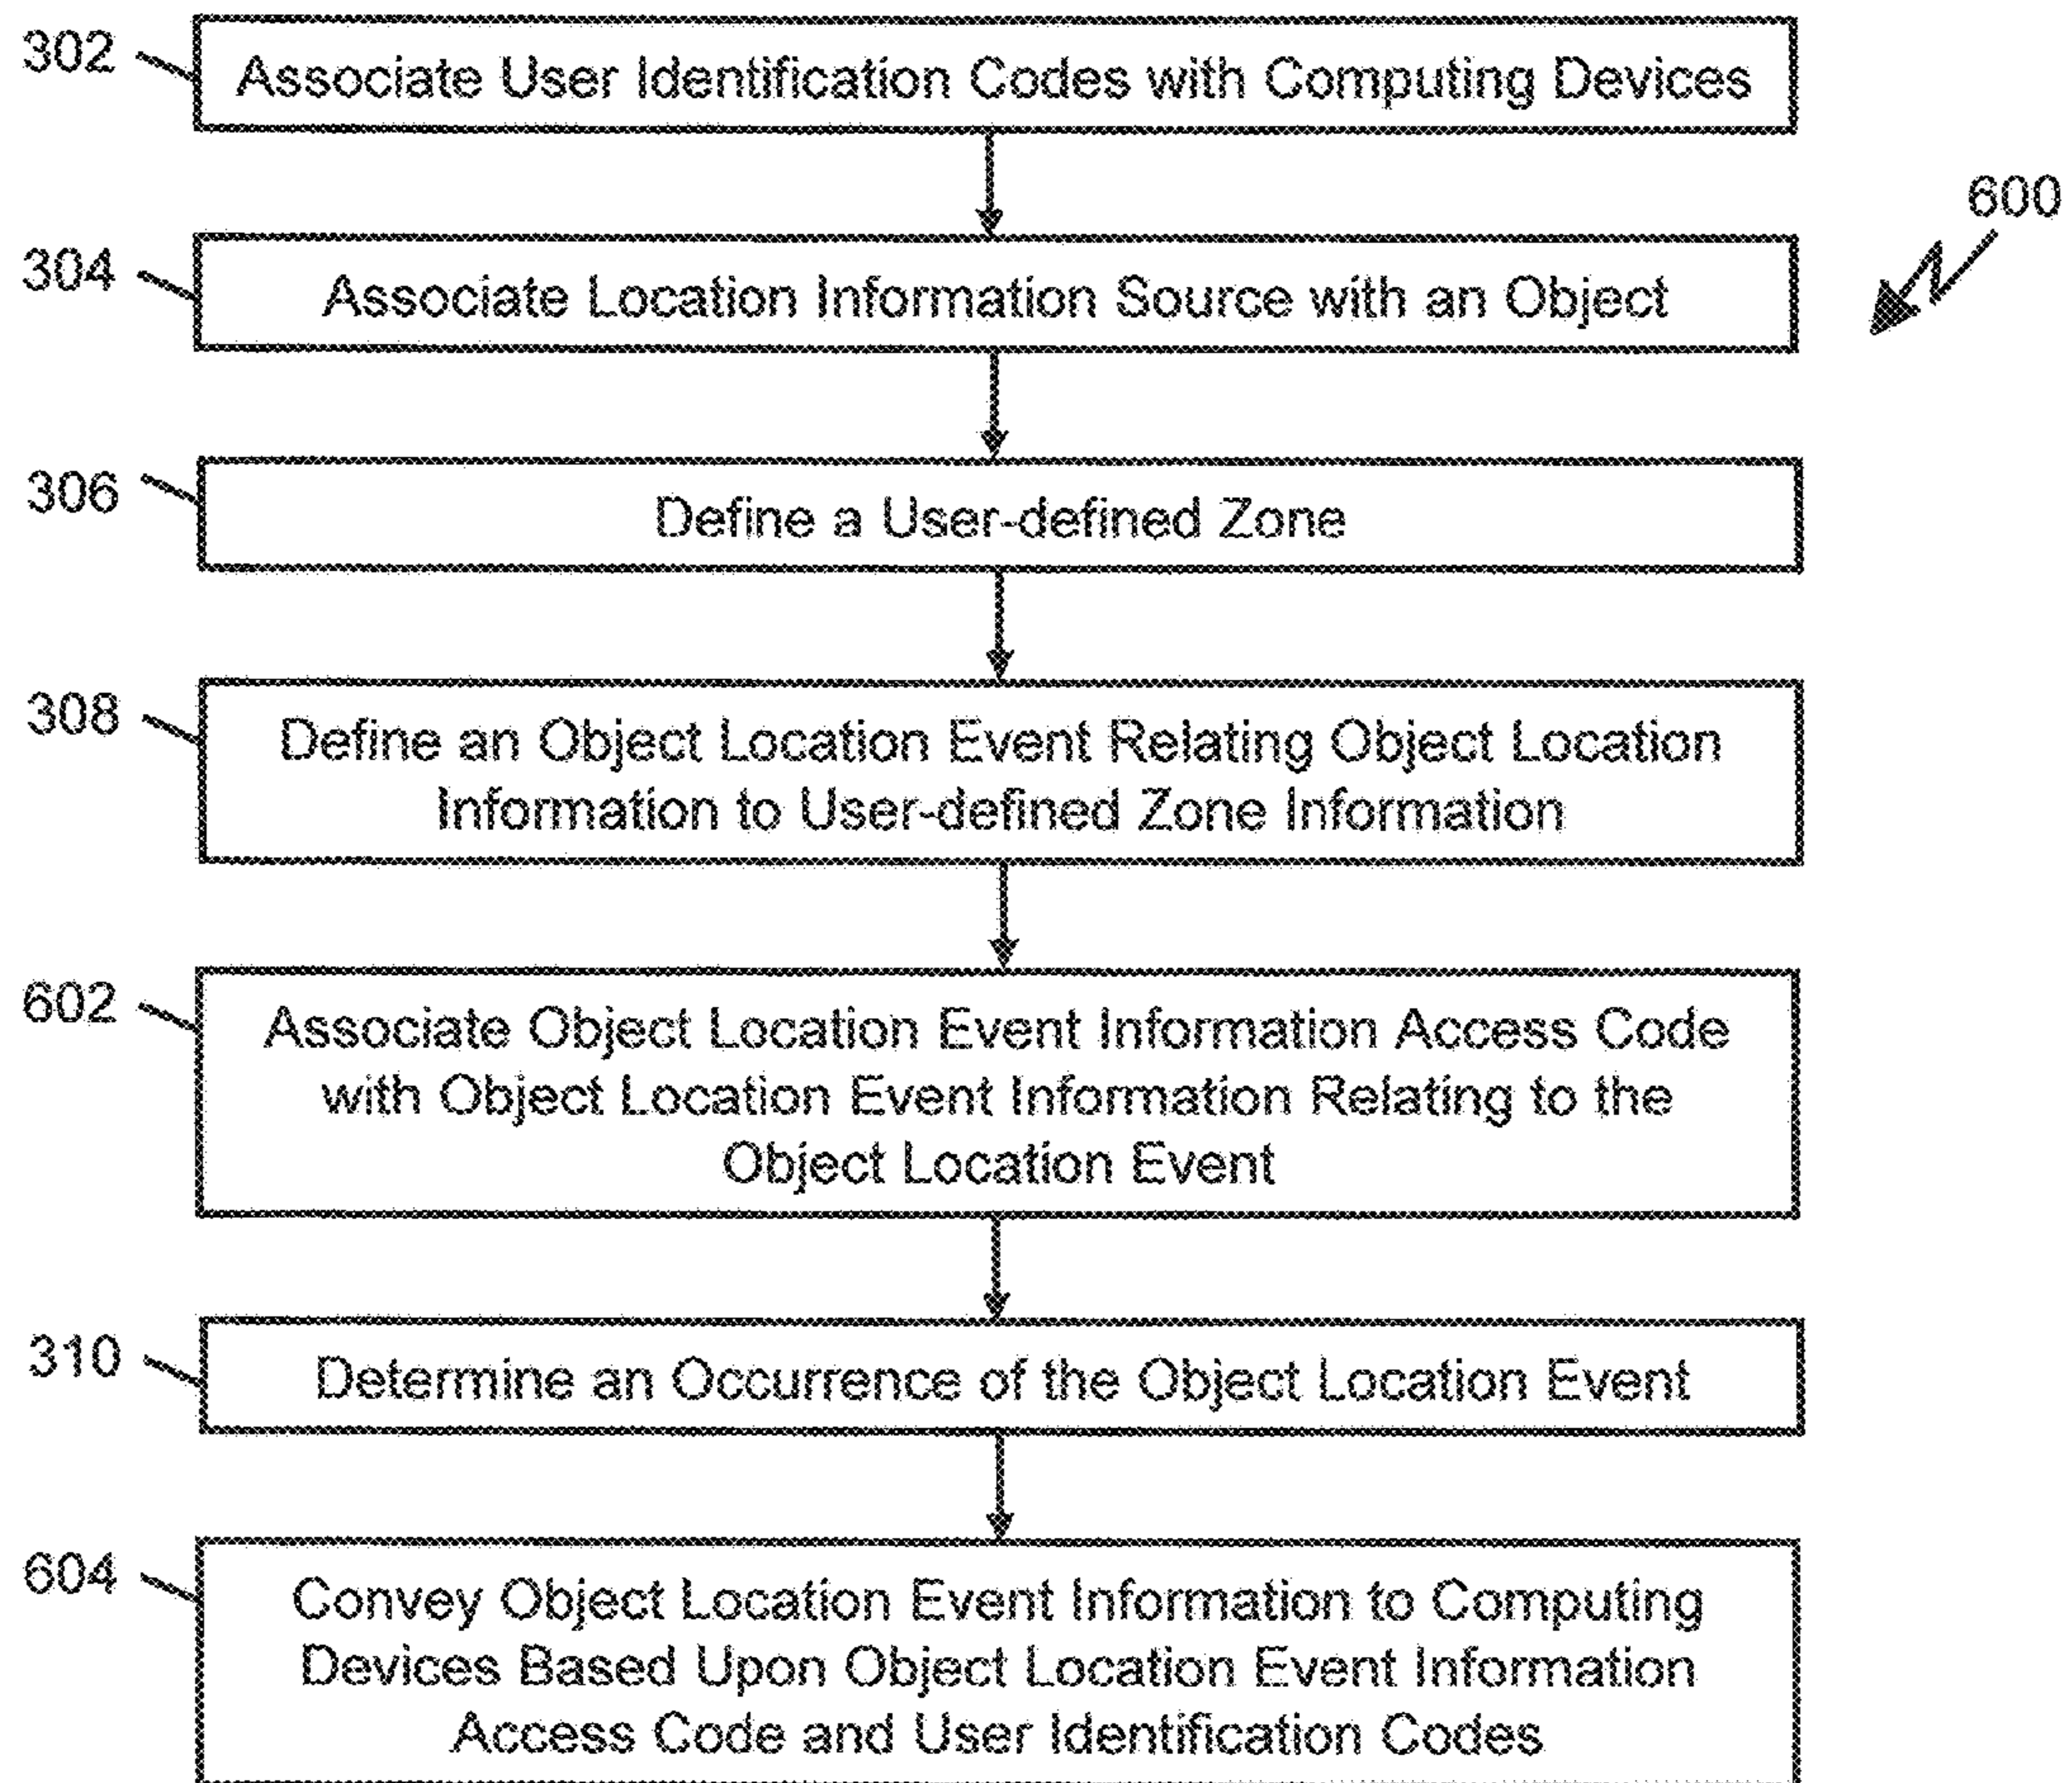 302
Associate User Identification Codes with Computing Devices
600
304
Associate Location Information Source with an Object
306
Define a User-defined Zone
308
Define an Object Location Event Relating Object Location
Information to User-defined Zone Information
602
Associate Object Location Event Information Access Code
with Object Location Event Information Relating to the
Object Location Event
310
Determine an Occurrence of the Object Location Event
604
Convey Object Location Event Information to Computing
Devices Based Upon Object Location Event Information
Access Code and User Identification Codes